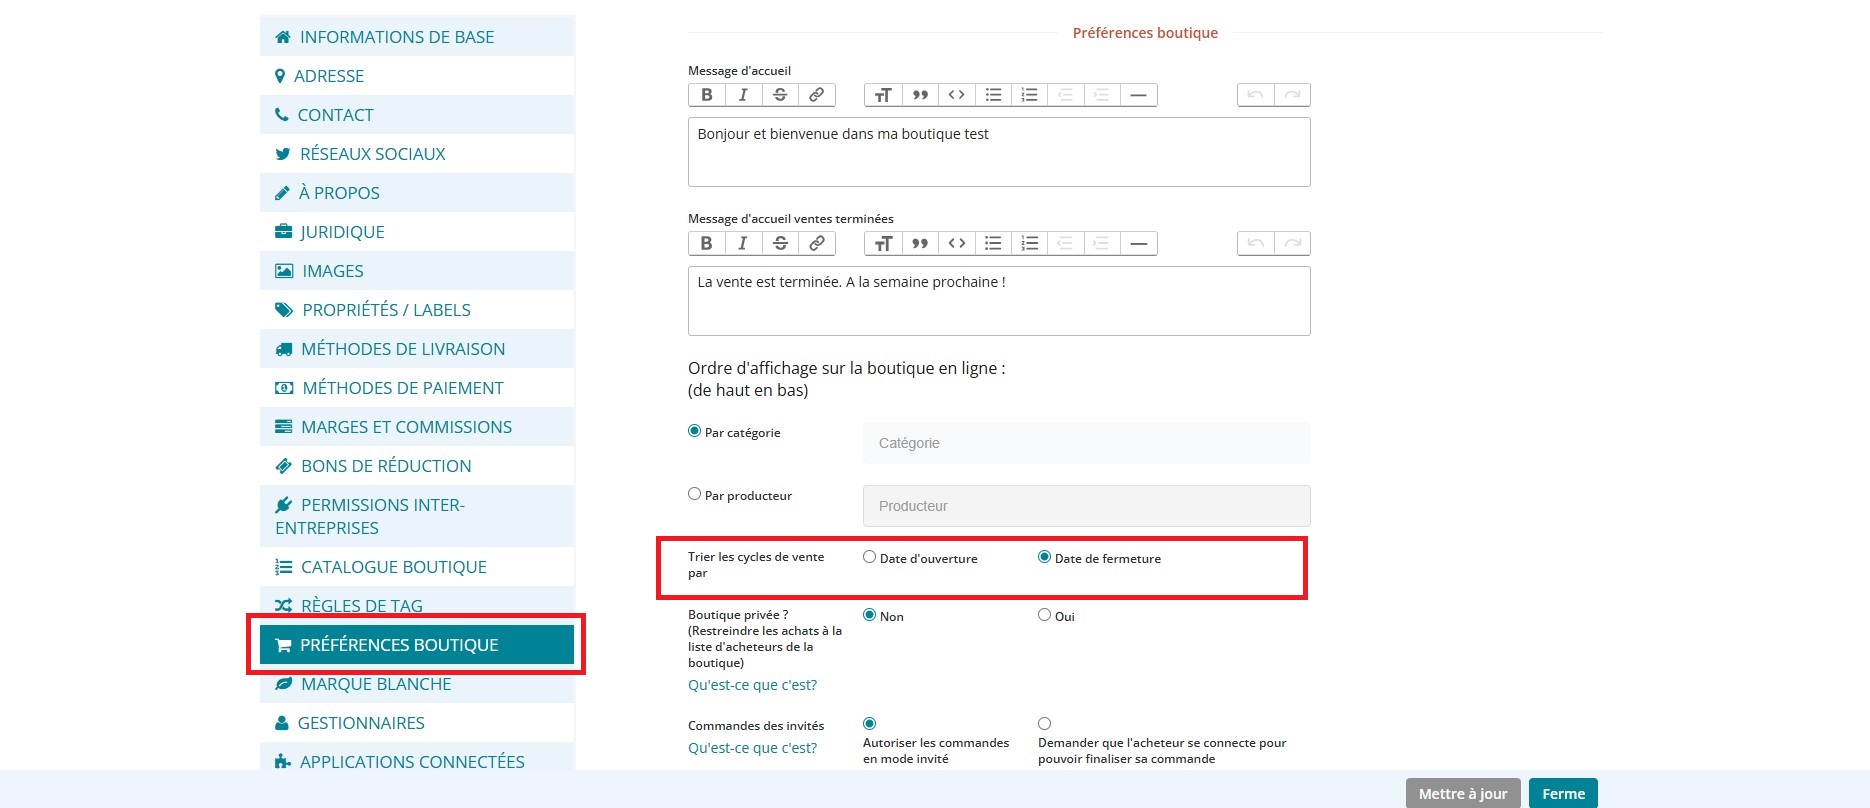 INFORMATIONS DE BASE
ADRESSE
CONTACT
RÉSEAUX SOCIAUX
À PROPOS
JURIDIQUE
IMAGES
PROPRIÉTÉS / LABELS
MÉTHODES DE LIVRAISON
MÉTHODES DE PAIEMENT
MARGES ET COMMISSIONS
BONS DE RÉDUCTION
PERMISSIONS INTER-
ENTREPRISES
CATALOGUE BOUTIQUE
RÈGLES DE TAG
PRÉFÉRENCES BOUTIQUE
MARQUE BLANCHE
GESTIONNAIRES
APPLICATIONS CONNECTÉES
Préférences boutique
Message d'accueil
Bonjour et bienvenue dans ma boutique test
Message d'accueil ventes terminées
La vente est terminée. A la semaine prochaine !
Ordre d'affichage sur la boutique en ligne :
(de haut en bas)
Par catégorie
Catégorie
Par producteur
Producteur
Trier les cycles de vente
par
Date d'ouverture
Date de fermeture
Boutique privée ?
(Restreindre les achats à la
liste d'acheteurs de la
boutique)
Non
Oui
Qu'est-ce que c'est?
Commandes des invités
Qu'est-ce que c'est?
Autoriser les commandes
en mode invité
Demander que l'acheteur se connecte pour
pouvoir finaliser sa commande
Mettre à jour
Ferme